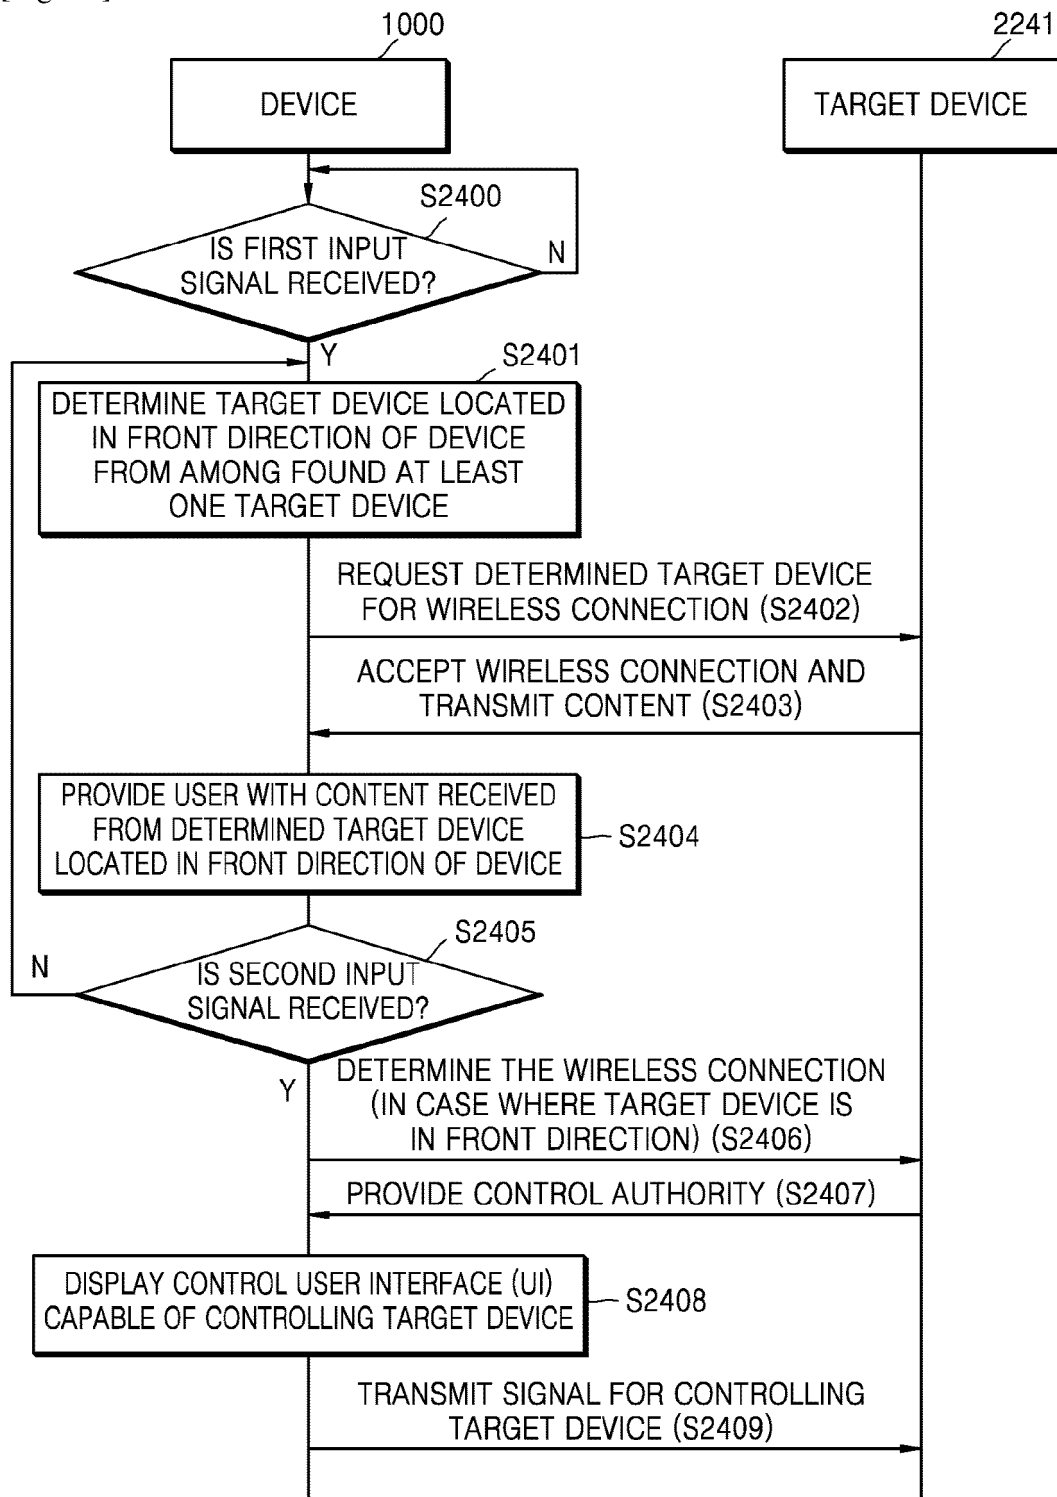 1000
2241
DEVICE
TARGET DEVICE
S2400
IS FIRST INPUT
SIGNAL RECEIVED?
N
Y
S2401
DETERMINE TARGET DEVICE LOCATED
IN FRONT DIRECTION OF DEVICE
FROM AMONG FOUND AT LEAST
ONE TARGET DEVICE
REQUEST DETERMINED TARGET DEVICE
FOR WIRELESS CONNECTION (S2402)
ACCEPT WIRELESS CONNECTION AND
TRANSMIT CONTENT (S2403)
PROVIDE USER WITH CONTENT RECEIVED
FROM DETERMINED TARGET DEVICE
LOCATED IN FRONT DIRECTION OF DEVICE
S2404
S2405
N
IS SECOND INPUT
SIGNAL RECEIVED?
Y
DETERMINE THE WIRELESS CONNECTION
(IN CASE WHERE TARGET DEVICE IS
IN FRONT DIRECTION) (S2406)
PROVIDE CONTROL AUTHORITY (S2407)
DISPLAY CONTROL USER INTERFACE (UI)
CAPABLE OF CONTROLLING TARGET DEVICE
S2408
TRANSMIT SIGNAL FOR CONTROLLING
TARGET DEVICE (S2409)